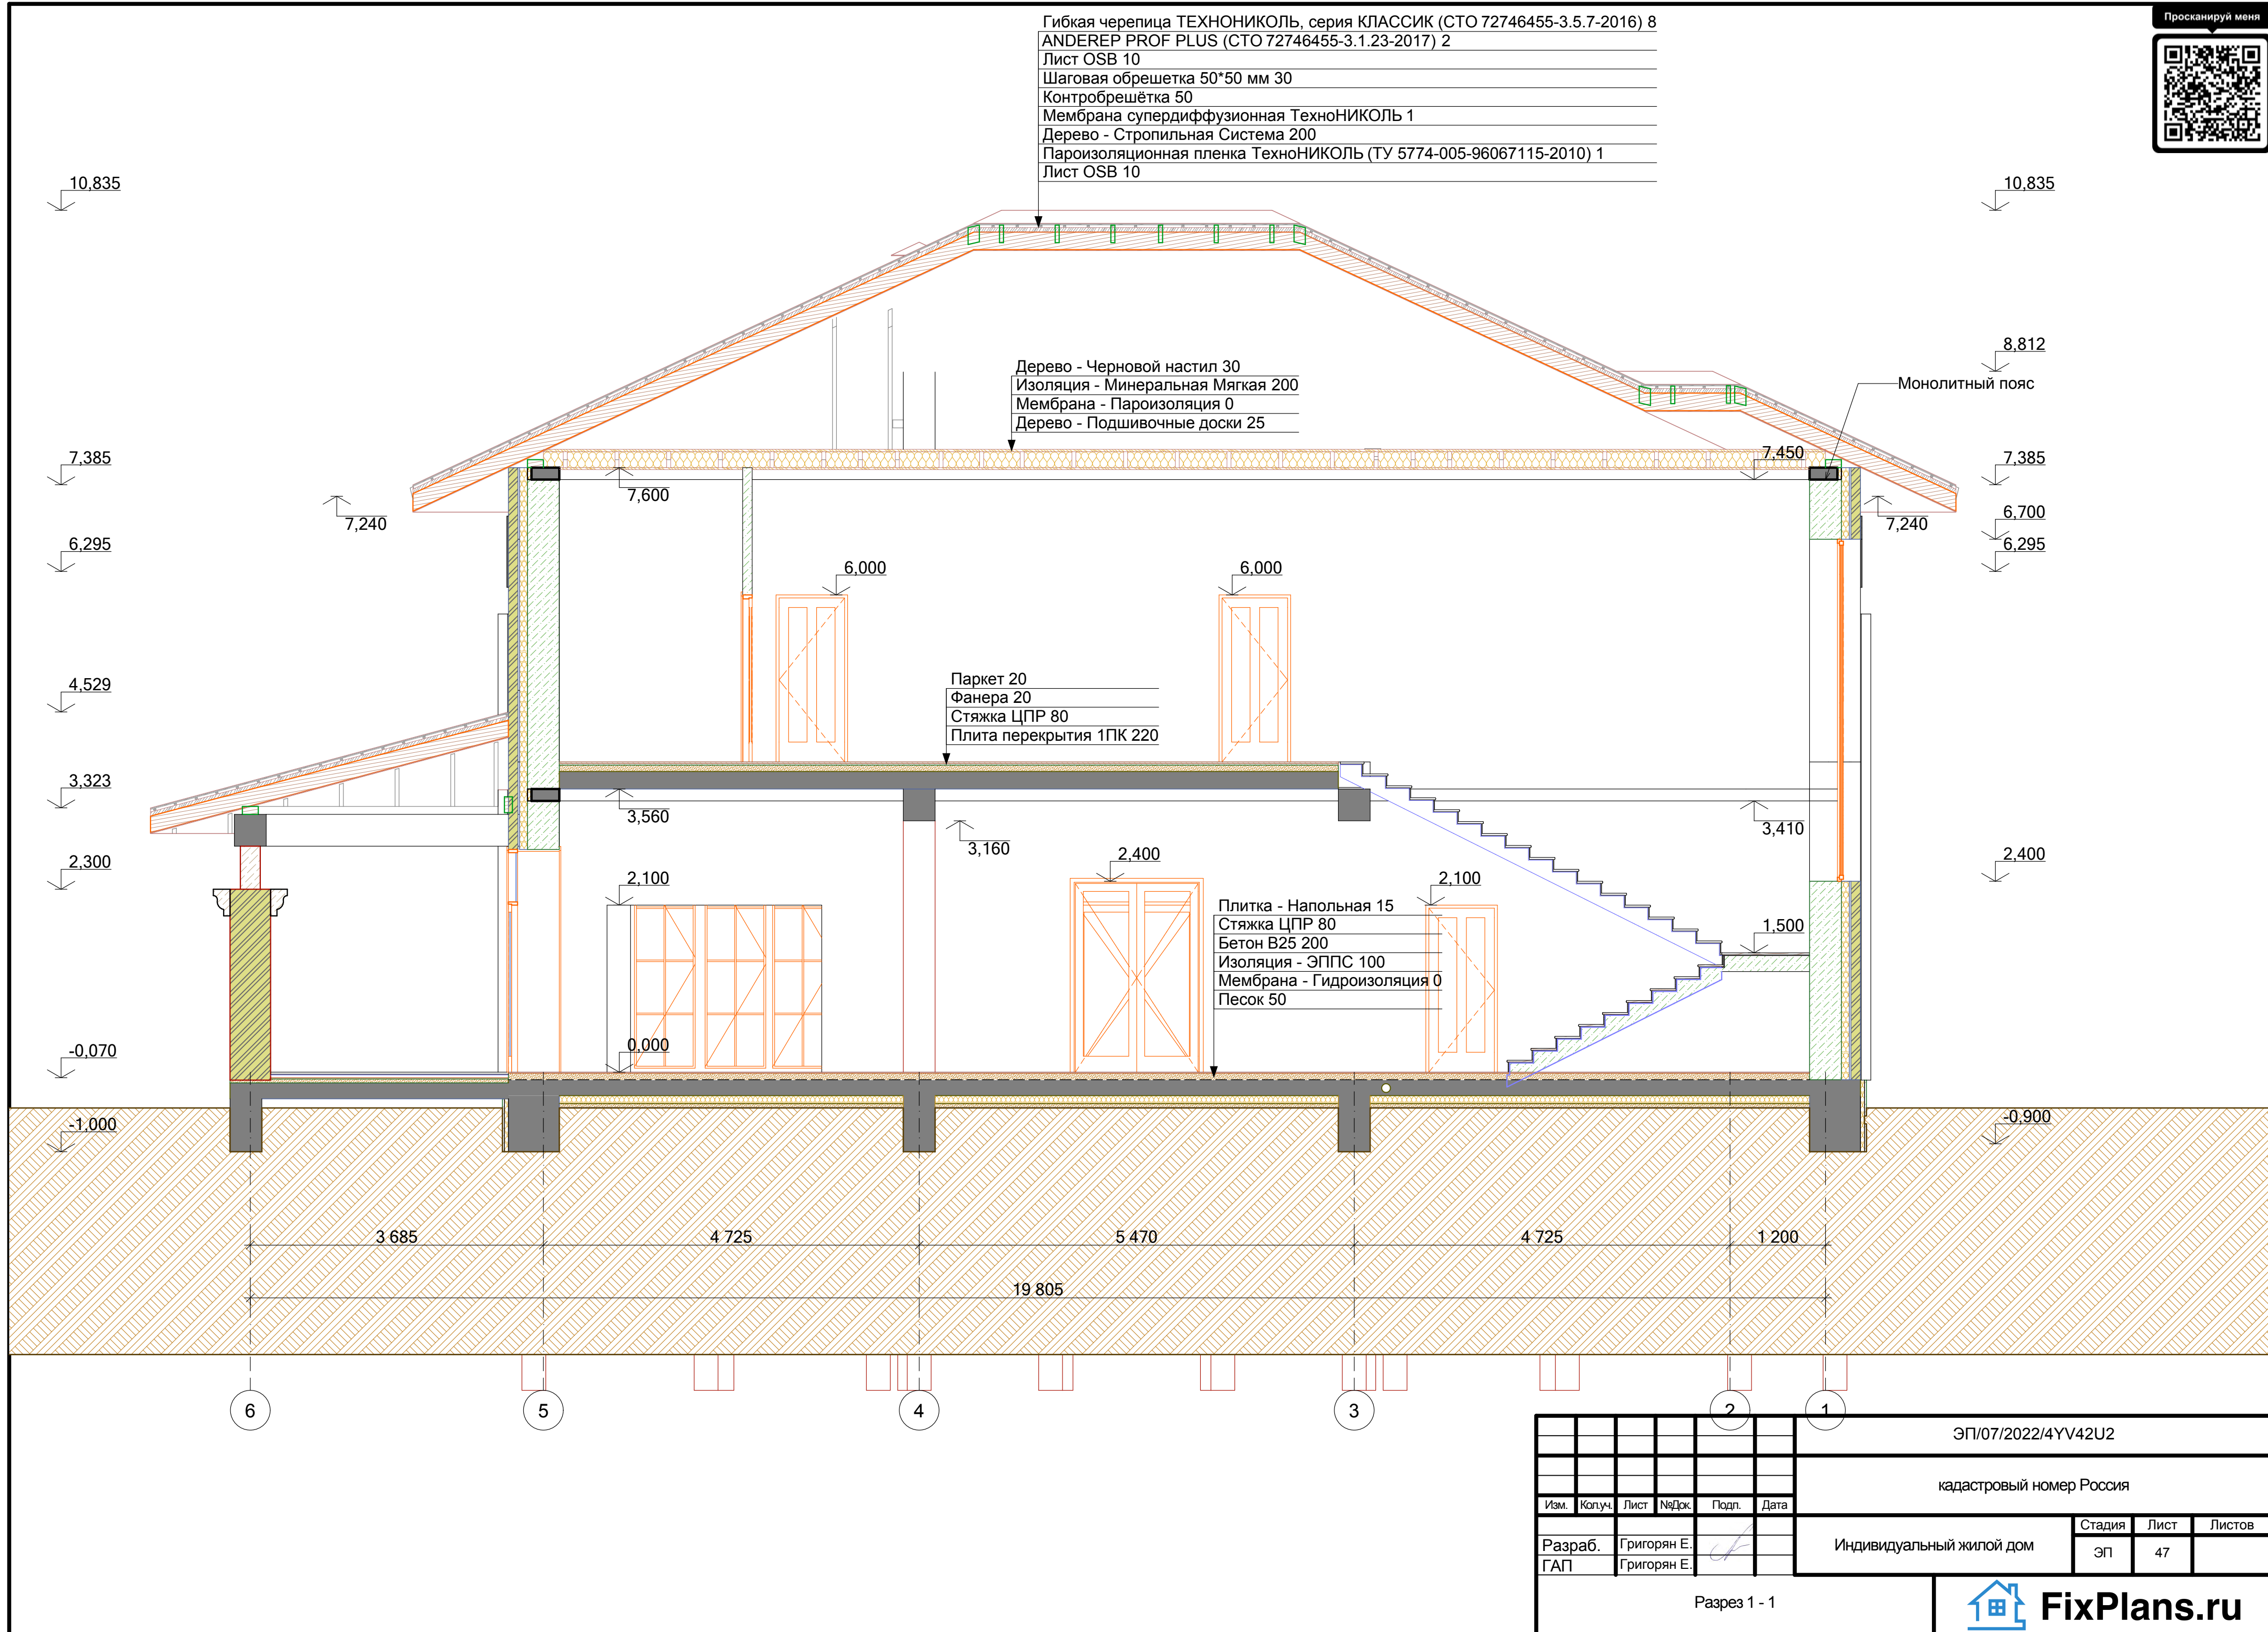 Просканируй меня
Гибкая черепица ТЕХНОНИКОЛЬ, серия КЛАССИК (СТО 72746455-3.5.7-2016) 8
ANDEREP PROF PLUS (СТО 72746455-3.1.23-2017) 2
Лист OSB 10
Шаговая обрешетка 50*50 мм 30
Контробрешётка 50
Мембрана супердиффузионная ТехноНИКОЛЬ 1
Дерево - Стропильная Система 200
Пароизоляционная пленка ТехноНИКОЛЬ (ТУ 5774-005-96067115-2010) 1
Лист OSB 10
10,835
10,835
8,812
Монолитный пояс
Дерево - Черновой настил 30
Изоляция - Минеральная Мягкая 200
Мембрана - Пароизоляция 0
Дерево - Подшивочные доски 25
7,385
7,450
7,385
7,600
7,240
7,240
6,700
6,295
6,295
6,000
6,000
Паркет 20
Фанера 20
Стяжка ЦПР 80
Плита перекрытия 1ПК 220
4,529
3,323
3,560
3,410
3,160
2,300
2,100
2,400
2,100
2,400
Плитка - Напольная 15
Стяжка ЦПР 80
Бетон B25 200
Изоляция - ЭППС 100
Мембрана - Гидроизоляция 0
Песок 50
1,500
-0,070
0,000
-1,000
-0,900
3 685
4 725
5 470
4 725
1 200
19 805
6
5
4
3
2
1
ЭП/07/2022/4YV42U2
кадастровый номер Россия
Изм. Кол.уч. Лист №Док. Подп. Дата
Разраб. Григорян Е.
ГАП Григорян Е.
Индивидуальный жилой дом
Стадия Лист Листов
ЭП 47
Разрез 1 - 1
FixPlans.ru